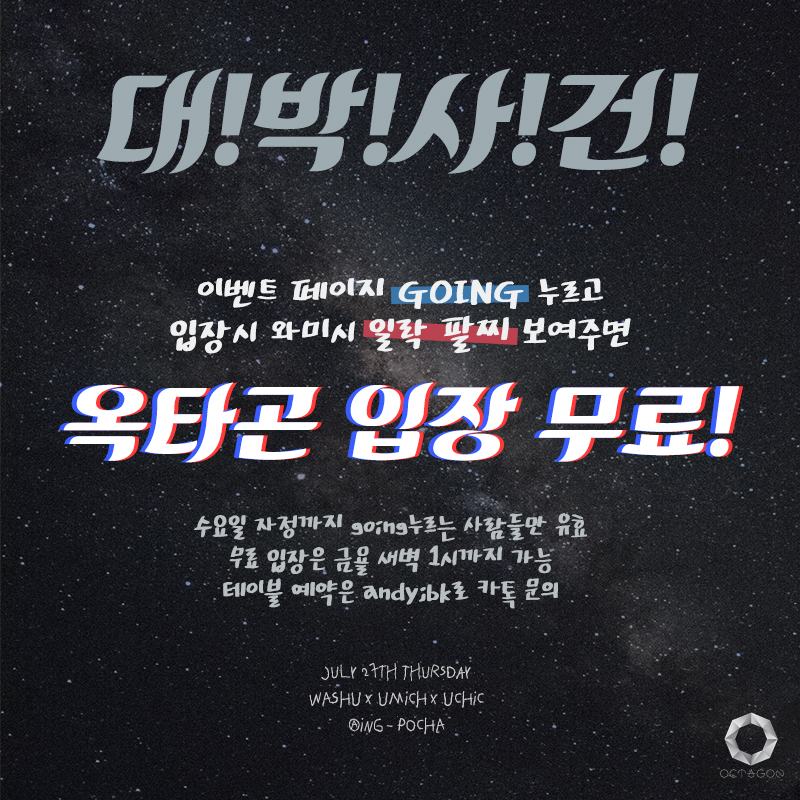 대!박!사!건!
이벤트 페이지 GOING 누르고
입장시 와미시 일락 팔찌 보여주면
옥타곤 입장 무료!
수요일 자정까지 going누르는 사람들만 유효
무료 입장은 금욜 새벽 1시까지 가능
테이블 예약은 andyjbk로 카톡 문의
JULY 27TH THURSDAY
WASHU x UMICH x UCHIC
@ING - POCHA
OCTAGON